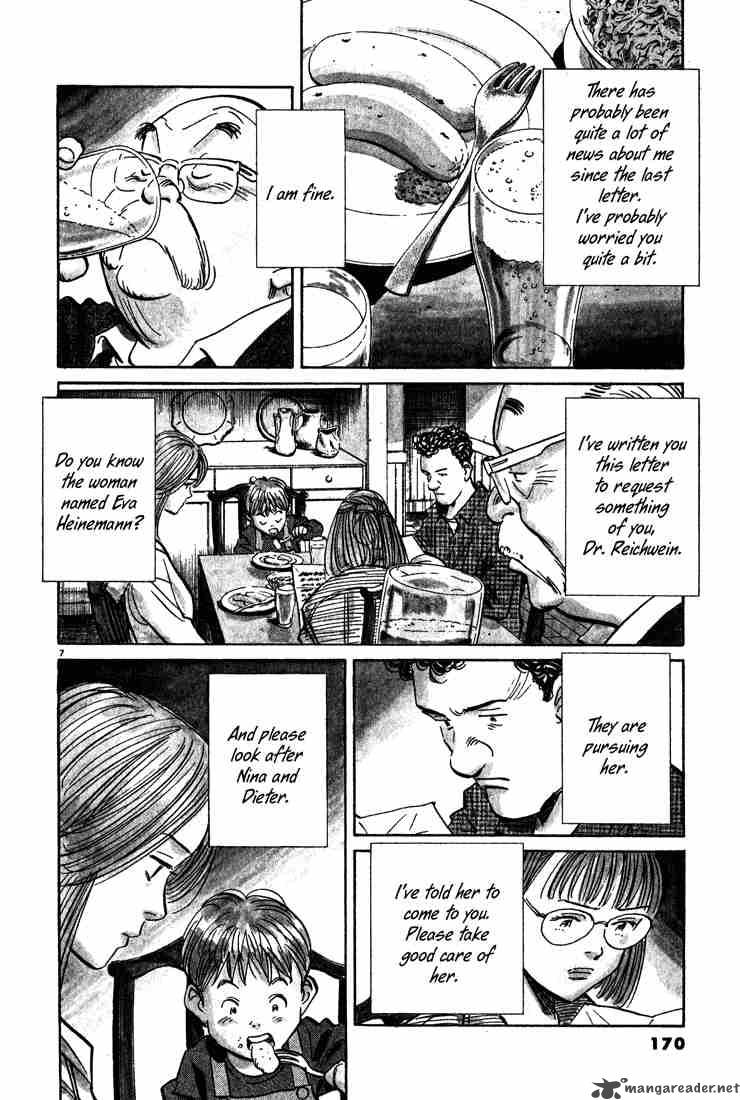 There has
probably been
quite a lot of
news about me
since the last
letter.
I've probably
worried you
quite a bit.
I am fine.
I've written you
this letter
to request
something
of you,
Dr. Reichwein.
Do you know
the woman
named Eva
Heinemann?
7
They are
pursuing
her.
And please
look after
Nina and
Dieter.
I've told her to
come to you.
Please take
good care of
her.
170
mangareader.net